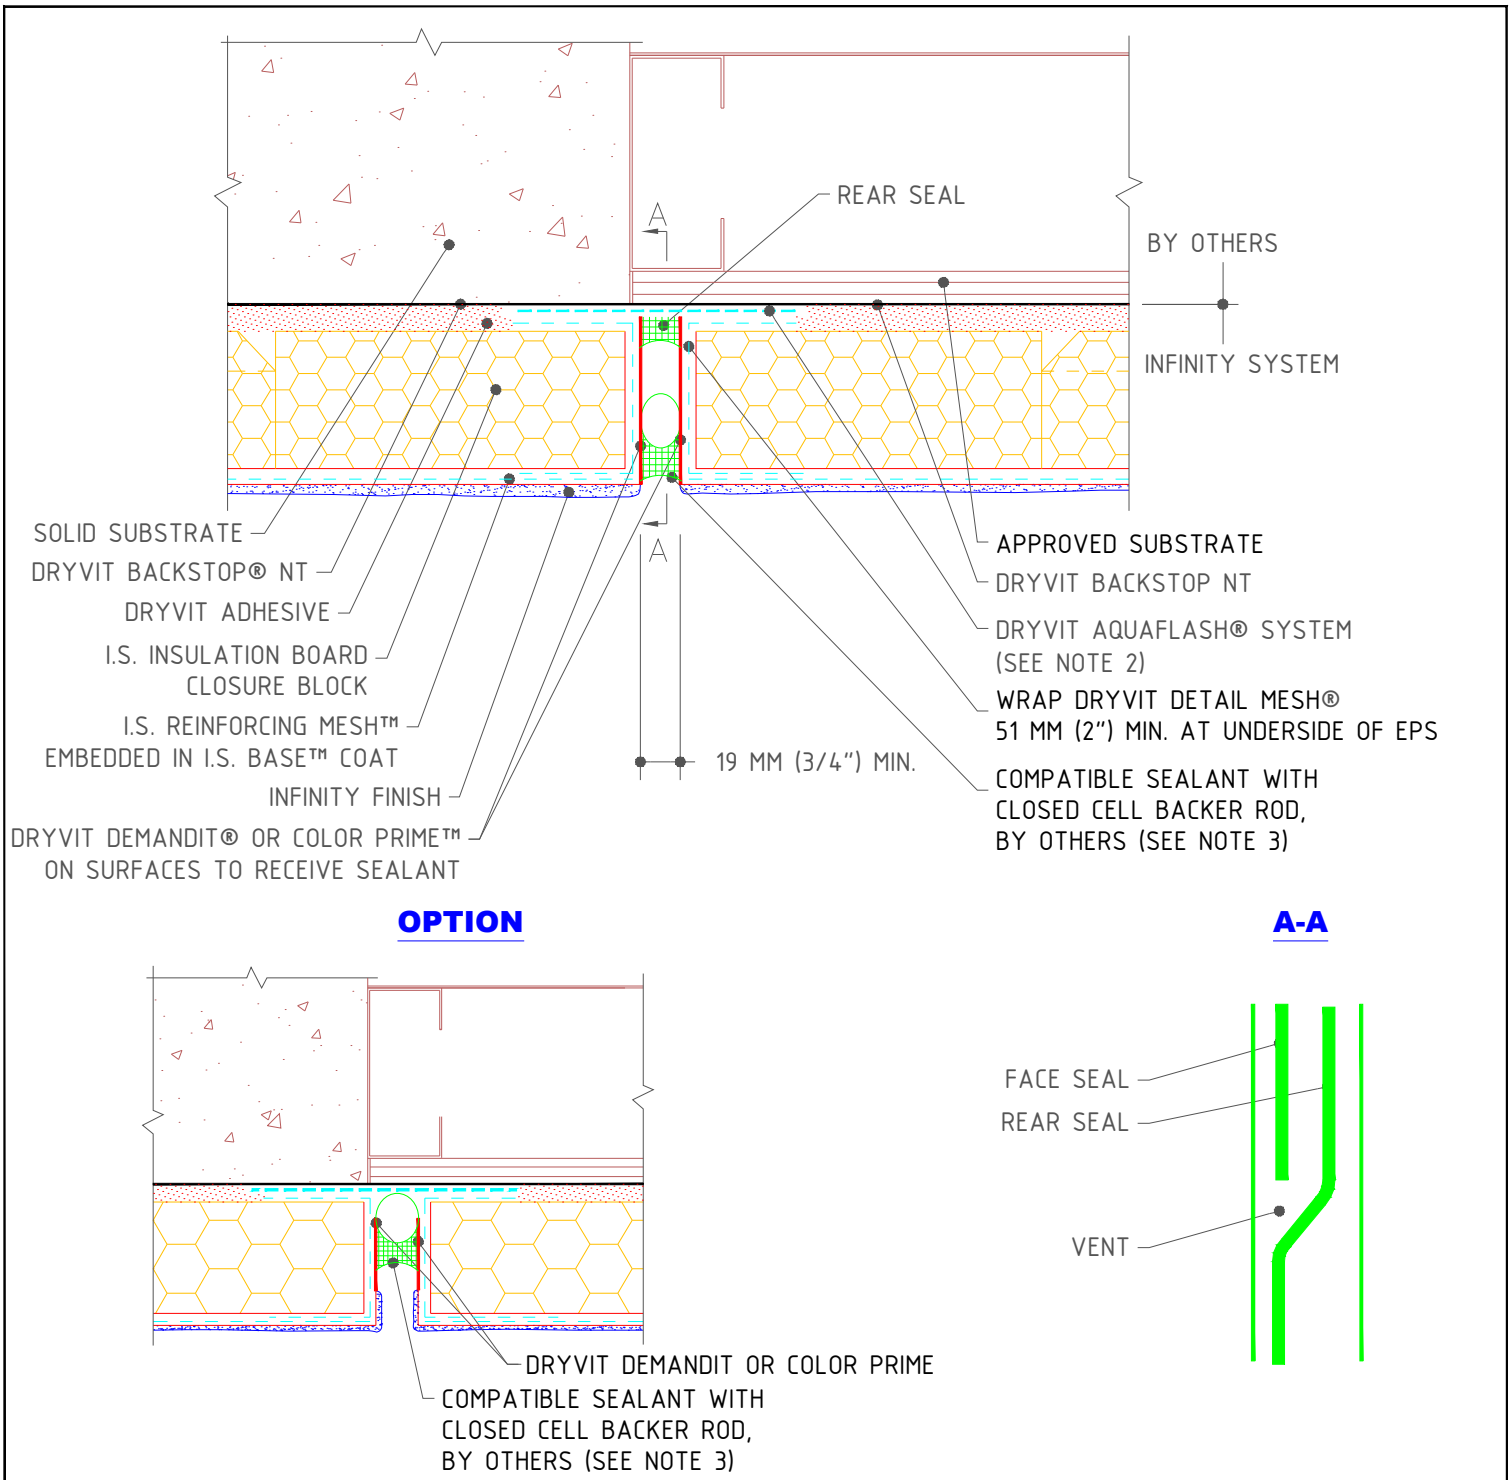 A
REAR SEAL
BY OTHERS
INFINITY SYSTEM
SOLID SUBSTRATE
DRYVIT BACKSTOP® NT
DRYVIT ADHESIVE
I.S. INSULATION BOARD
CLOSURE BLOCK
I.S. REINFORCING MESH™
EMBEDDED IN I.S. BASE™ COAT
INFINITY FINISH
DRYVIT DEMANDIT® OR COLOR PRIME™
ON SURFACES TO RECEIVE SEALANT
A
19 MM (3/4") MIN.
APPROVED SUBSTRATE
DRYVIT BACKSTOP NT
DRYVIT AQUAFLASH® SYSTEM
(SEE NOTE 2)
WRAP DRYVIT DETAIL MESH®
51 MM (2") MIN. AT UNDERSIDE OF EPS
COMPATIBLE SEALANT WITH
CLOSED CELL BACKER ROD,
BY OTHERS (SEE NOTE 3)
OPTION
DRYVIT DEMANDIT OR COLOR PRIME
COMPATIBLE SEALANT WITH
CLOSED CELL BACKER ROD,
BY OTHERS (SEE NOTE 3)
A-A
FACE SEAL
REAR SEAL
VENT